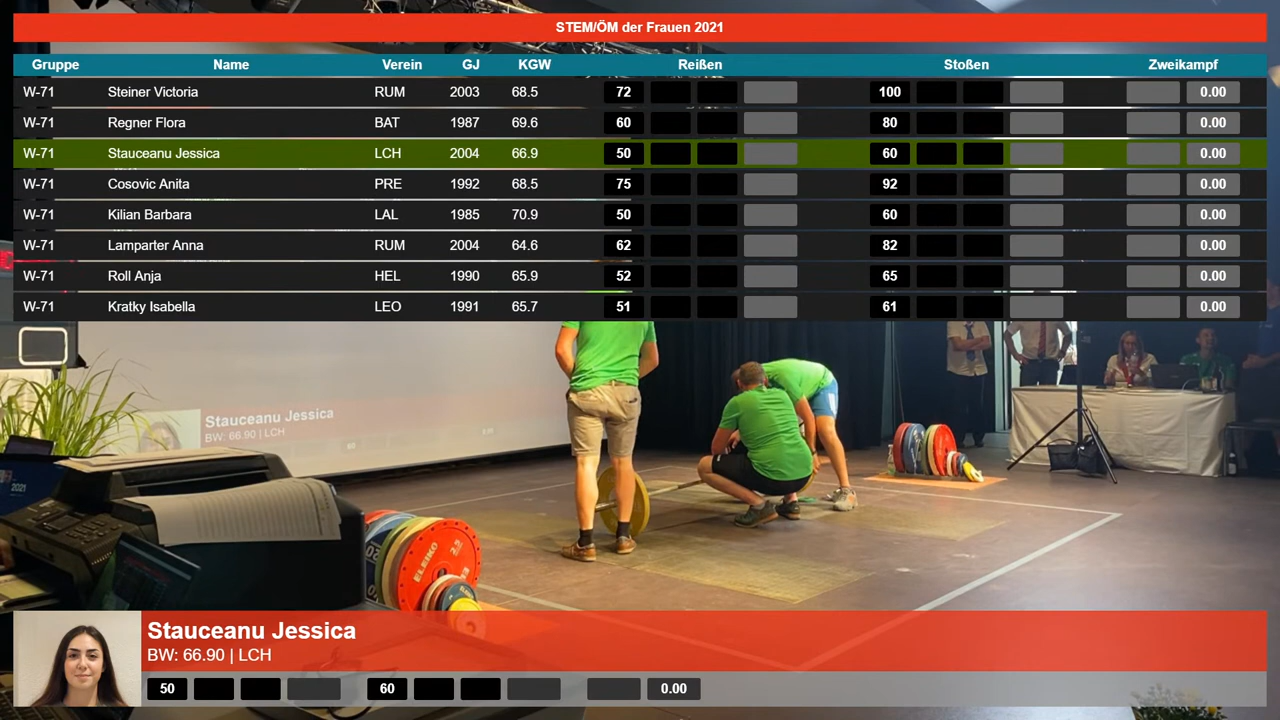 STEM/ÖM der Frauen 2021
Gruppe Name Verein GJ KGW Reißen Stoßen Zweikampf
W-71 Steiner Victoria RUM 2003 68.5 72 100 0.00
W-71 Regner Flora BAT 1987 69.6 60 80 0.00
W-71 Stauceanu Jessica LCH 2004 66.9 50 60 0.00
W-71 Cosovic Anita PRE 1992 68.5 75 92 0.00
W-71 Kilian Barbara LAL 1985 70.9 50 60 0.00
W-71 Lamparter Anna RUM 2004 64.6 62 82 0.00
W-71 Roll Anja HEL 1990 65.9 52 65 0.00
W-71 Kratky Isabella LEO 1991 65.7 51 61 0.00
Stauceanu Jessica
BW: 66.90 | LCH
2021
ELEIKO
Stauceanu Jessica
BW: 66.90 | LCH
50 60 0.00